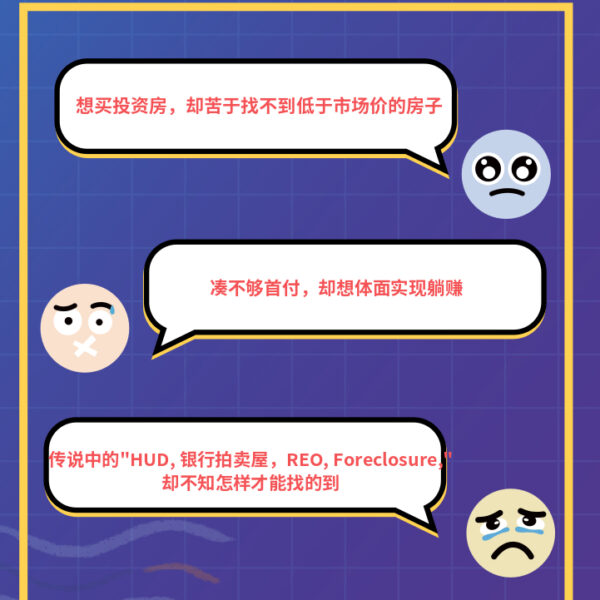 想买投资房，却苦于找不到低于市场价的房子
凑不够首付，却想体面实现躺赚
传说中的"HUD, 银行拍卖屋，REO, Foreclosure,"
却不知怎样才能找的到